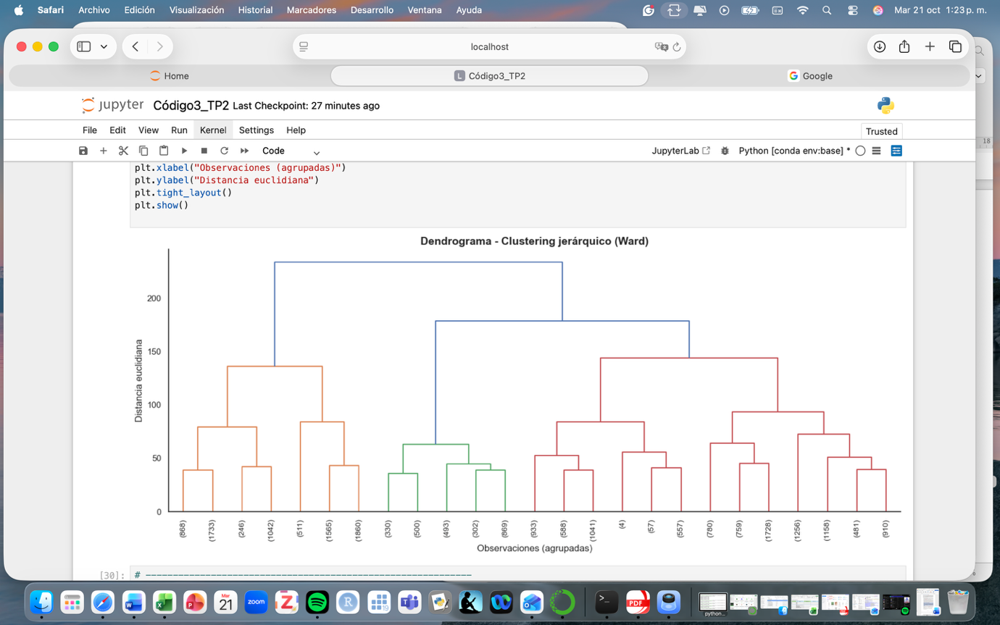 Safari Archivo Edición Visualización Historial Marcadores Desarrollo Ventana Ayuda Mar 21 oct 1:23 p. m.
localhost
Home Código3_TP2 Google
jupyter Código3_TP2 Last Checkpoint: 27 minutes ago
File Edit View Run Kernel Settings Help Trusted
Code JupyterLab Python [conda env:base] *
18
plt.xlabel("Observaciones (agrupadas)")
plt.ylabel("Distancia euclidiana")
plt.tight_layout()
plt.show()
Dendrograma - Clustering jerárquico (Ward)
Distancia euclidiana
200
150
100
50
0
(868) (1733) (246) (1042) (511) (1565) (1860) (330) (500) (493) (302) (869) (933) (588) (1041) (4) (57) (557) (780) (759) (1728) (1256) (1158) (481) (910)
Observaciones (agrupadas)
[30]: # ——————————————————————————————
MAR
21
zoom
PDF
python...